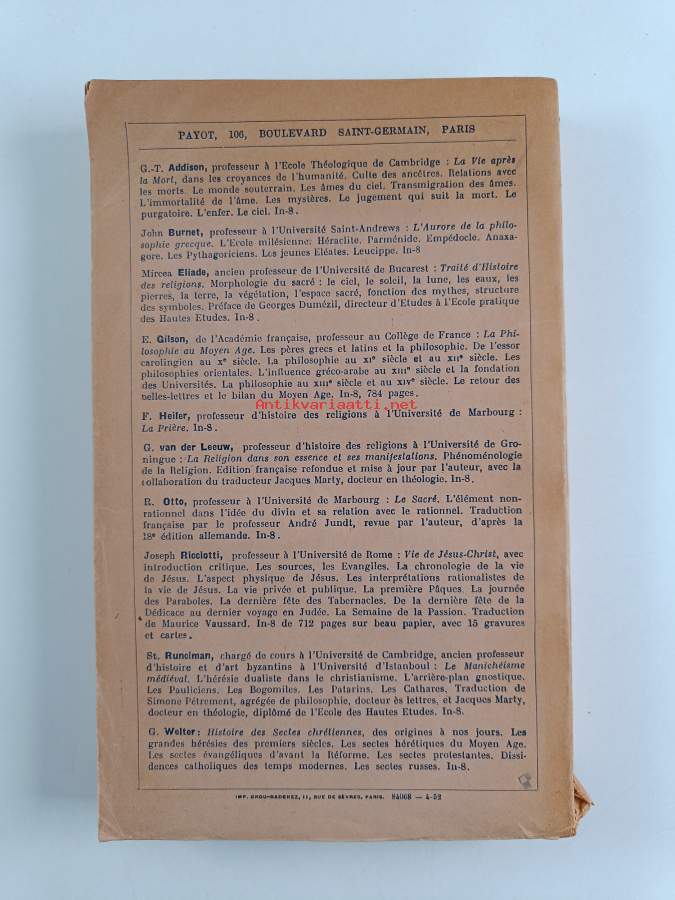 PAYOT, 106, BOULEVARD SAINT-GERMAIN, PARIS
G.-T. Addison, professeur à l'Ecole Théologique de Cambridge : La Vie après
la Mort, dans les croyances de l'humanité. Culte des ancêtres. Relations avec
les morts. Le monde souterrain. Les âmes du ciel. Transmigration des âmes.
L'immortalité de l'âme. Les mystères. Le jugement qui suit la mort. Le
purgatoire. L'enfer. Le ciel. In-8.
John Burnet, professeur à l'Université Saint-Andrews : L'Aurore de la philo-
sophie grecque. L'Ecole milésienne. Héraclite. Parménide. Empédocle. Anaxa-
gore. Les Pythagoriciens. Les jeunes Eléates. Leucippe. In-8
Mircea Eliade, ancien professeur de l'Université de Bucarest : Traité d'Histoire
des religions. Morphologie du sacré : le ciel, le soleil, la lune, les eaux, les
pierres, la terre, la végétation, l'espace sacré, fonction des mythes, structure
des symboles. Préface de Georges Dumézil, directeur d'Etudes à l'Ecole pratique
des Hautes Etudes. In-8.
E. Gilson, de l'Académie française, professeur au Collège de France : La Phi-
losophie au Moyen Age. Les pères grecs et latins et la philosophie. De l'essor
carolingien au xe siècle. La philosophie au XIe siècle et au XIIe siècle. Les
philosophies orientales. L'influence gréco-arabe au XIIIe siècle et la fondation
des Universités. La philosophie au XIIIe siècle et au XIVe siècle. Le retour des
belles-lettres et le bilan du Moyen Age. In-8, 784 pages.
Antikvariaatti.net
F. Heiler, professeur d'histoire des religions à l'Université de Marbourg :
La Prière. In-8.
G. van der Leeuw, professeur d'histoire des religions à l'Université de Gro-
ningue : La Religion dans son essence et ses manifestations. Phénoménologie
de la Religion. Edition française refondue et mise à jour par l'auteur, avec la
collaboration du traducteur Jacques Marty, docteur en théologie. In-8.
R. Otto, professeur à l'Université de Marbourg : Le Sacré. L'élément non-
rationnel dans l'idée du divin et sa relation avec le rationnel. Traduction
française par le professeur André Jundt, revue par l'auteur, d'après la
18e édition allemande. In-8.
Joseph Ricciotti, professeur à l'Université de Rome : Vie de Jésus-Christ, avec
introduction critique. Les sources, les Evangiles. La chronologie de la vie
de Jésus. L'aspect physique de Jésus. Les interprétations rationalistes de
la vie de Jésus. La vie privée et publique. La première Pâques. La journée
des Paraboles. La dernière fête des Tabernacles. De la dernière fête de la
Dédicace au dernier voyage en Judée. La Semaine de la Passion. Traduction
de Maurice Vaussard. In-8 de 712 pages sur beau papier, avec 15 gravures
et cartes.
St. Runciman, chargé de cours à l'Université de Cambridge, ancien professeur
d'histoire et d'art byzantins à l'Université d'Istanboul : Le Manichéisme
médiéval. L'hérésie dualiste dans le christianisme. L'arrière-plan gnostique.
Les Pauliciens. Les Bogomiles. Les Patarins. Les Cathares. Traduction de
Simone Pétrement, agrégée de philosophie, docteur ès lettres, et Jacques Marty,
docteur en théologie, diplômé de l'Ecole des Hautes Etudes. In-8.
G. Welter : Histoire des Sectes chrétiennes, des origines à nos jours. Les
grandes hérésies des premiers siècles. Les sectes hérétiques du Moyen Age.
Les sectes évangéliques d'avant la Réforme. Les sectes protestantes. Dissi-
dences catholiques des temps modernes. Les sectes russes. In-8.
IMP. CROU-RADENEZ, 11, RUE DE SÈVRES, PARIS. 84068 — 4-52